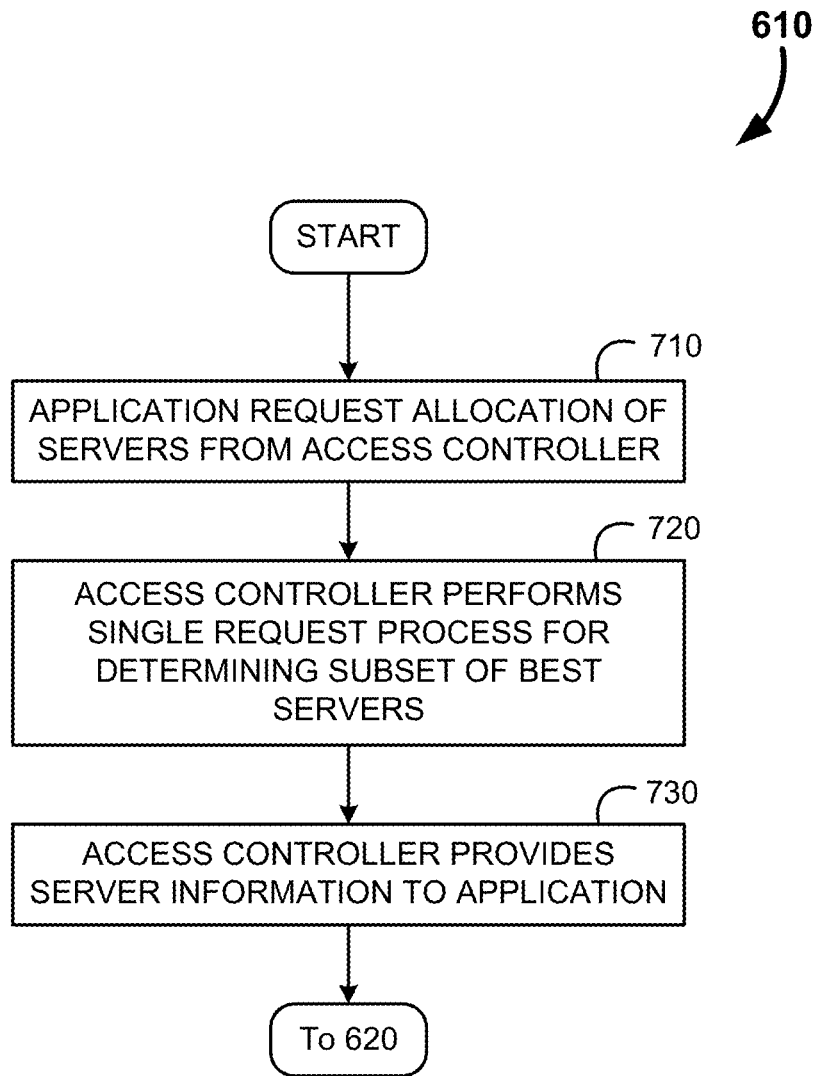 610
START
710
APPLICATION REQUEST ALLOCATION OF
SERVERS FROM ACCESS CONTROLLER
720
ACCESS CONTROLLER PERFORMS
SINGLE REQUEST PROCESS FOR
DETERMINING SUBSET OF BEST
SERVERS
730
ACCESS CONTROLLER PROVIDES
SERVER INFORMATION TO APPLICATION
To 620